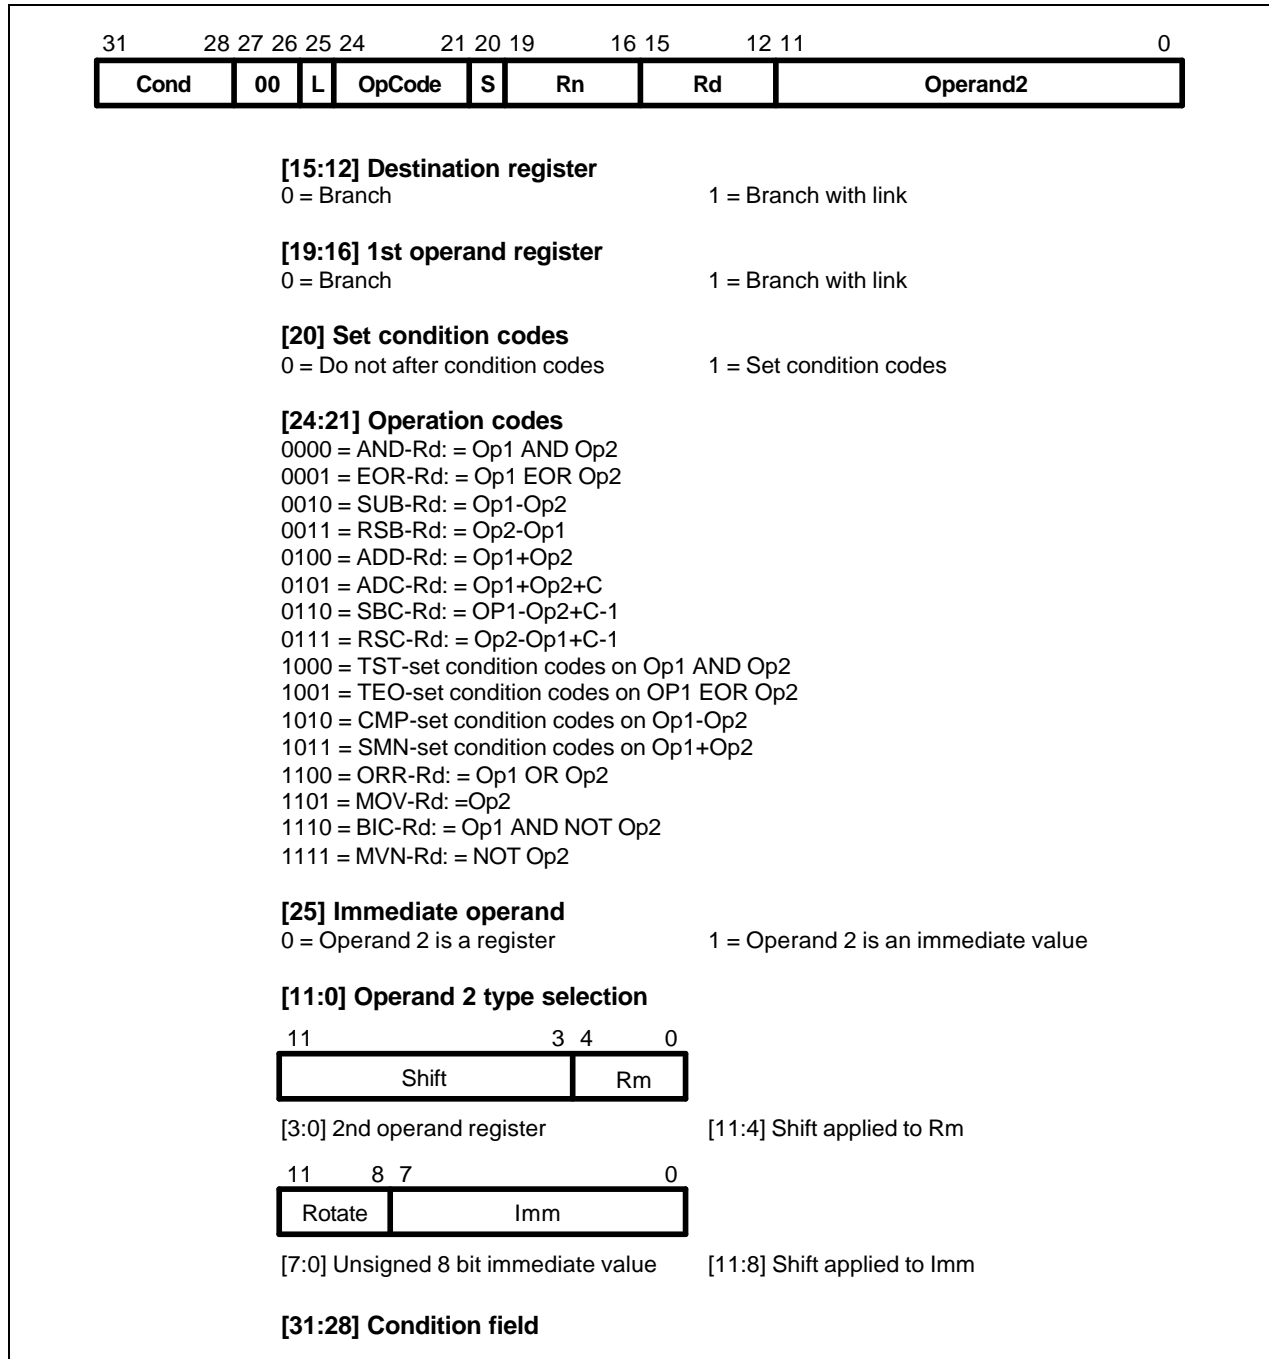 31 28 27 26 25 24 21 20 19 16 15 12 11 0
Cond 00 L OpCode S Rn Rd Operand2
[15:12] Destination register
0 = Branch 1 = Branch with link
[19:16] 1st operand register
0 = Branch 1 = Branch with link
[20] Set condition codes
0 = Do not after condition codes 1 = Set condition codes
[24:21] Operation codes
0000 = AND-Rd: = Op1 AND Op2
0001 = EOR-Rd: = Op1 EOR Op2
0010 = SUB-Rd: = Op1-Op2
0011 = RSB-Rd: = Op2-Op1
0100 = ADD-Rd: = Op1+Op2
0101 = ADC-Rd: = Op1+Op2+C
0110 = SBC-Rd: = OP1-Op2+C-1
0111 = RSC-Rd: = Op2-Op1+C-1
1000 = TST-set condition codes on Op1 AND Op2
1001 = TEO-set condition codes on OP1 EOR Op2
1010 = CMP-set condition codes on Op1-Op2
1011 = SMN-set condition codes on Op1+Op2
1100 = ORR-Rd: = Op1 OR Op2
1101 = MOV-Rd: =Op2
1110 = BIC-Rd: = Op1 AND NOT Op2
1111 = MVN-Rd: = NOT Op2
[25] Immediate operand
0 = Operand 2 is a register 1 = Operand 2 is an immediate value
[11:0] Operand 2 type selection
11 3 4 0
Shift Rm
[3:0] 2nd operand register [11:4] Shift applied to Rm
11 8 7 0
Rotate Imm
[7:0] Unsigned 8 bit immediate value [11:8] Shift applied to Imm
[31:28] Condition field